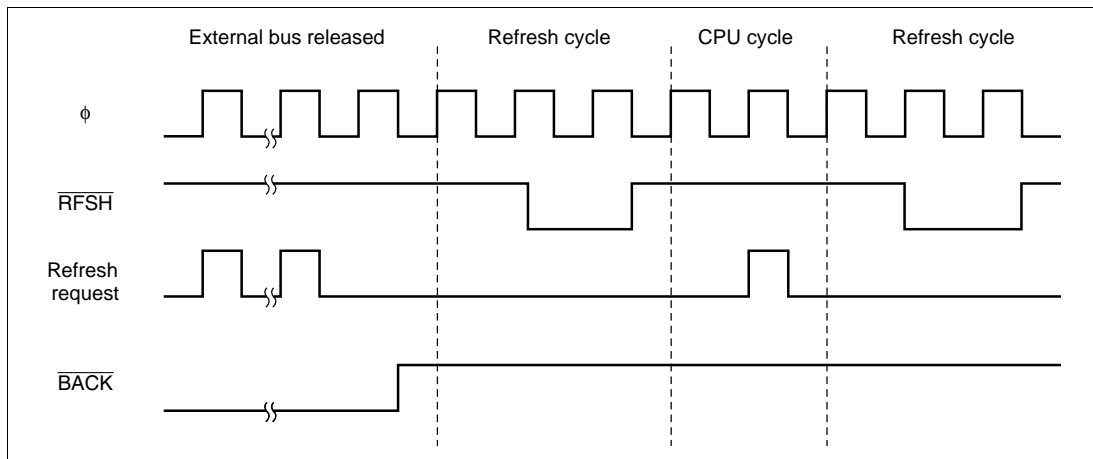 External bus released Refresh cycle CPU cycle Refresh cycle
ϕ
RFSH
Refresh
request
BACK